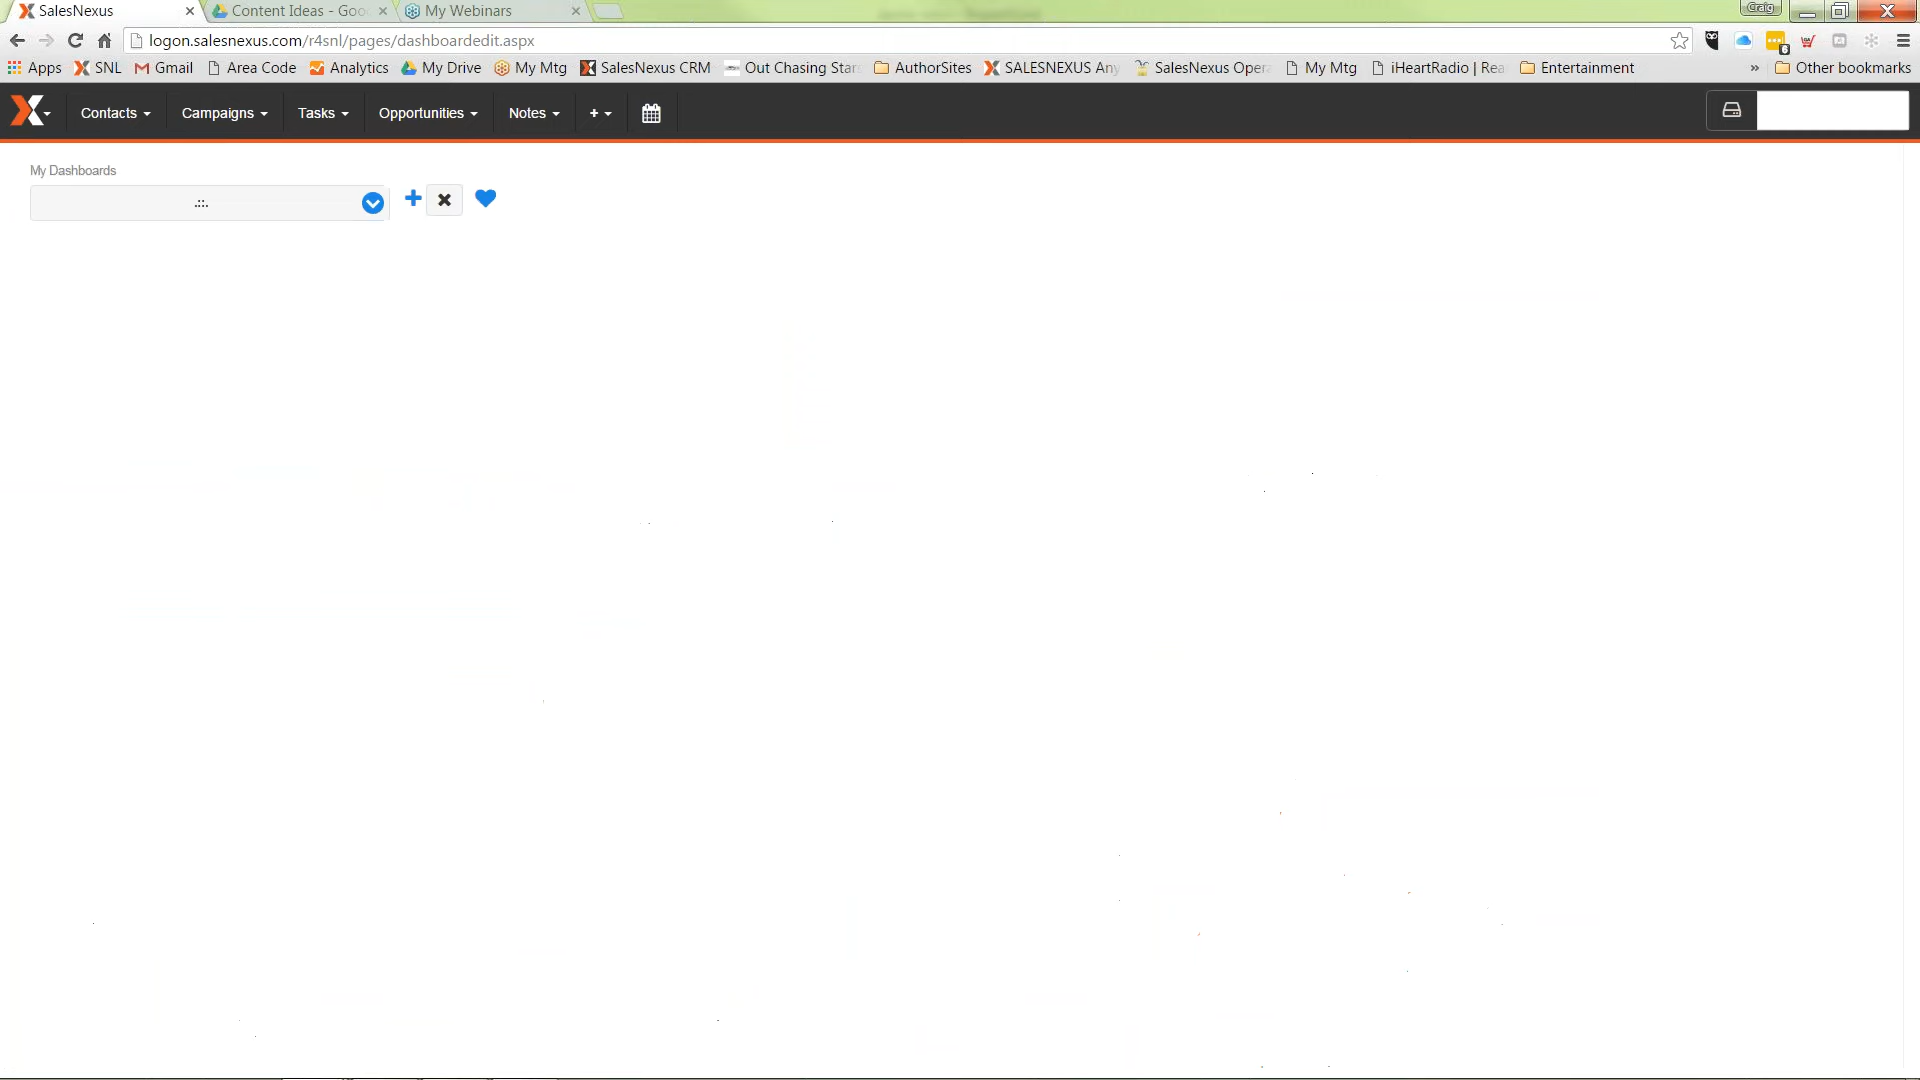 SalesNexus
Content Ideas - Goo
My Webinars
Craig
logon.salesnexus.com/r4snl/pages/dashboardedit.aspx
6
Apps SNL Gmail Area Code Analytics My Drive My Mtg SalesNexus CRM Out Chasing Star AuthorSites SALESNEXUS Any SalesNexus Oper My Mtg iHeartRadio | Rea Entertainment » Other bookmarks
Contacts Campaigns Tasks Opportunities Notes +
My Dashboards
.::.